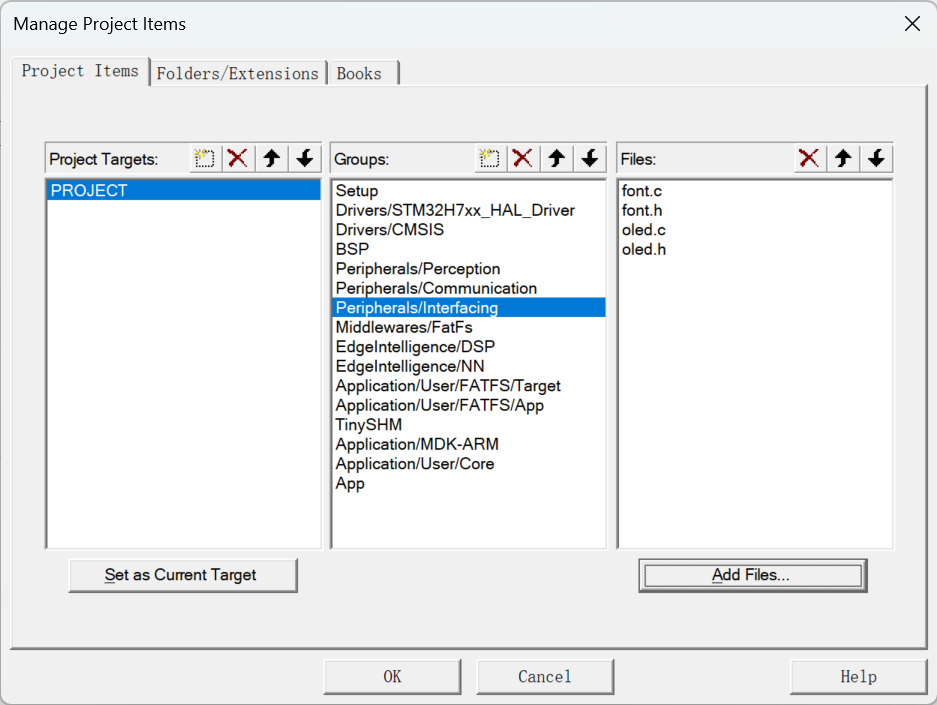 Manage Project Items
Project Items
Folders/Extensions
Books
Project Targets:
PROJECT
Set as Current Target
Groups:
Setup
Drivers/STM32H7xx_HAL_Driver
Drivers/CMSIS
BSP
Peripherals/Perception
Peripherals/Communication
Peripherals/Interfacing
Middlewares/FatFs
EdgeIntelligence/DSP
EdgeIntelligence/NN
Application/User/FATFS/Target
Application/User/FATFS/App
TinySHM
Application/MDK-ARM
Application/User/Core
App
Files:
font.c
font.h
oled.c
oled.h
Add Files...
OK
Cancel
Help